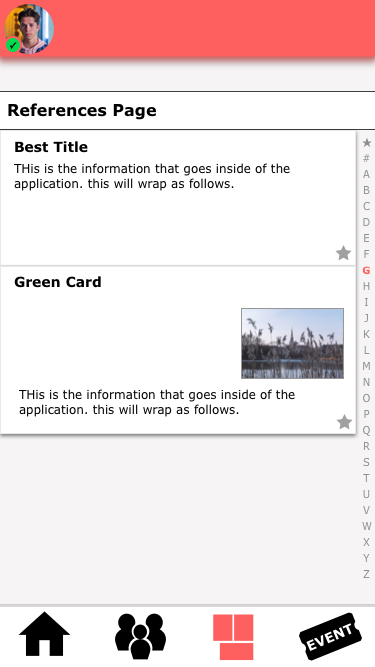 References Page
Best Title
THis is the information that goes inside of the
application. this will wrap as follows.
Green Card
THis is the information that goes inside of the
application. this will wrap as follows.
★
#
A
B
C
D
E
F
G
H
I
J
K
L
M
N
O
P
Q
R
S
T
U
V
W
X
Y
Z
EVENT